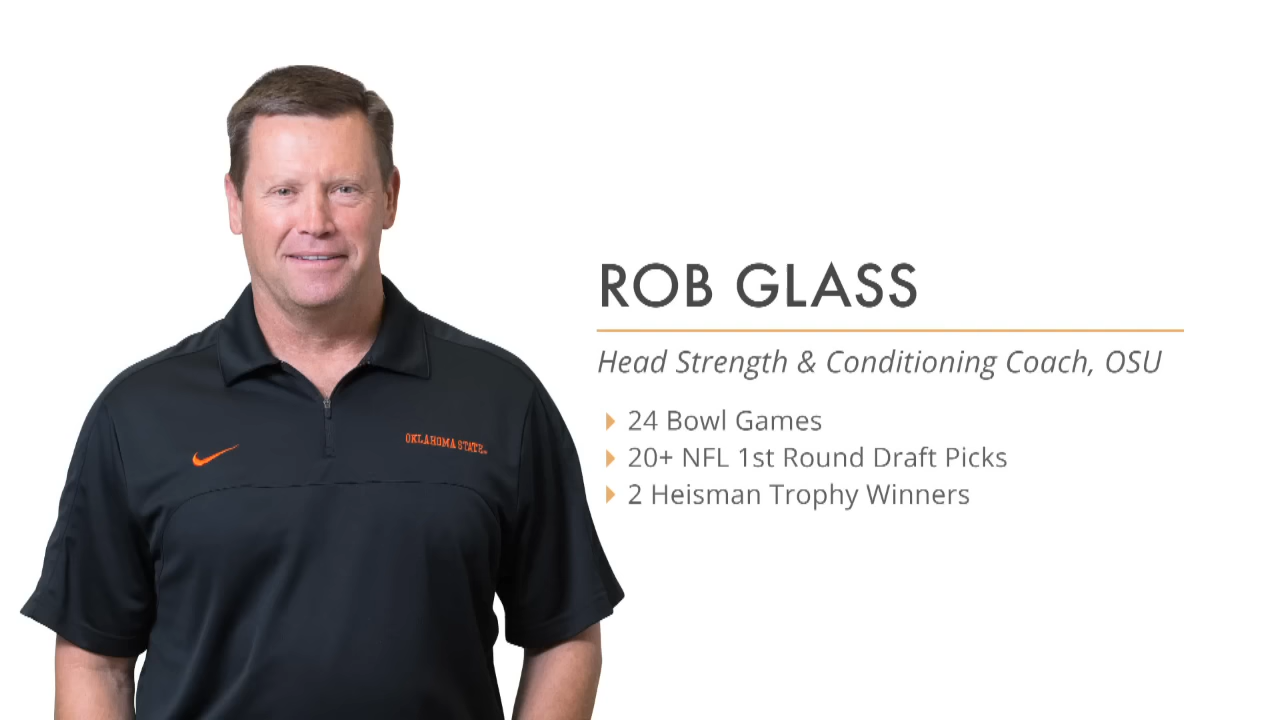 ROB GLASS
Head Strength & Conditioning Coach, OSU
24 Bowl Games
20+ NFL 1st Round Draft Picks
2 Heisman Trophy Winners
OKLAHOMA STATE